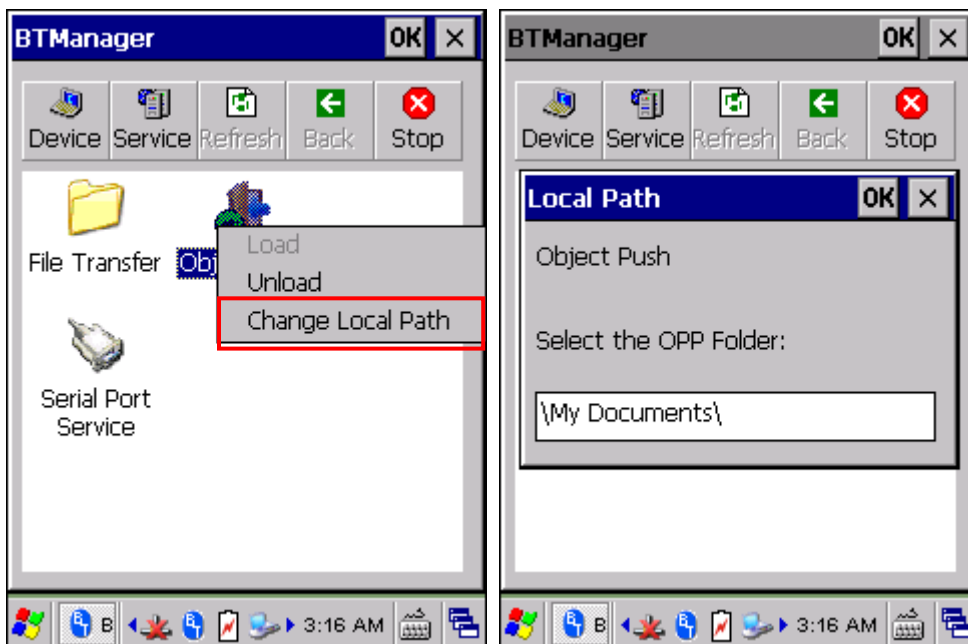 BTManager OK
Device Service Refresh Back Stop
File Transfer Obj
Load
Unload
Change Local Path
Serial Port
Service
B 3:16 AM
BTManager OK
Device Service Refresh Back Stop
Local Path OK
Object Push
Select the OPP Folder:
\My Documents\
B 3:16 AM